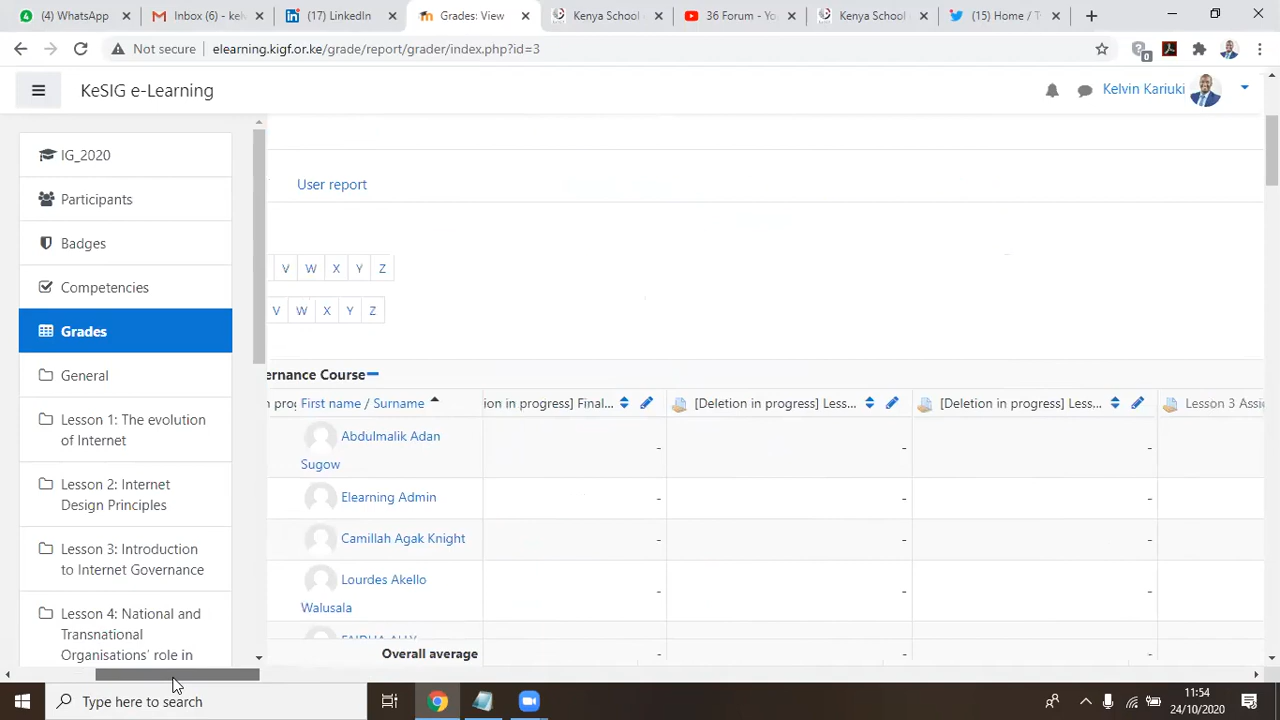 (4) WhatsApp
Inbox (6) - kelv
(17) LinkedIn
Grades: View
Kenya School
36 Forum - Yo
Kenya School
(15) Home / T
Not secure elearning.kigf.or.ke/grade/report/grader/index.php?id=3
0
KeSIG e-Learning
Kelvin Kariuki
IG_2020
Participants
Badges
Competencies
Grades
General
Lesson 1: The evolution
of Internet
Lesson 2: Internet
Design Principles
Lesson 3: Introduction
to Internet Governance
Lesson 4: National and
Transnational
Organisations' role in
User report
V W X Y Z
V W X Y Z
ernance Course
n prog First name / Surname
ion in progress] Final...
[Deletion in progress] Less...
[Deletion in progress] Less...
Lesson 3 Assi
Abdulmalik Adan
Sugow - - -
Elearning Admin - - -
Camillah Agak Knight - - -
Lourdes Akello
Walusala - - -
Overall average - - -
Type here to search
11:54
24/10/2020